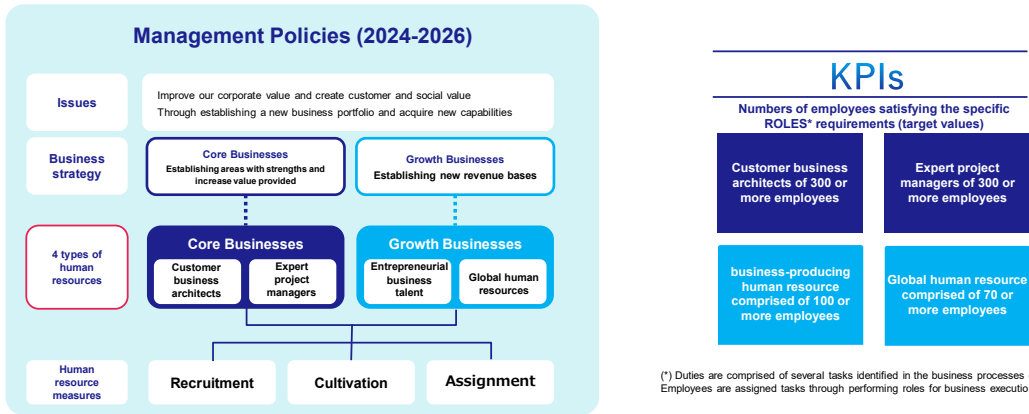 Management Policies (2024-2026)
Issues
Improve our corporate value and create customer and social value
Through establishing a new business portfolio and acquire new capabilities
Business
strategy
Core Businesses
Establishing areas with strengths and
increase value provided
Growth Businesses
Establishing new revenue bases
4 types of
human
resources
Core Businesses
Customer
business
architects
Expert
project
managers
Growth Businesses
Entrepreneurial
business
talent
Global human
resources
Human
resource
measures
Recruitment
Cultivation
Assignment
KPIs
Numbers of employees satisfying the specific
ROLES* requirements (target values)
Customer business
architects of 300 or
more employees
Expert project
managers of 300 or
more employees
business-producing
human resource
comprised of 100 or
more employees
Global human resource
comprised of 70 or
more employees
(*) Duties are comprised of several tasks identified in the business processes
Employees are assigned tasks through performing roles for business